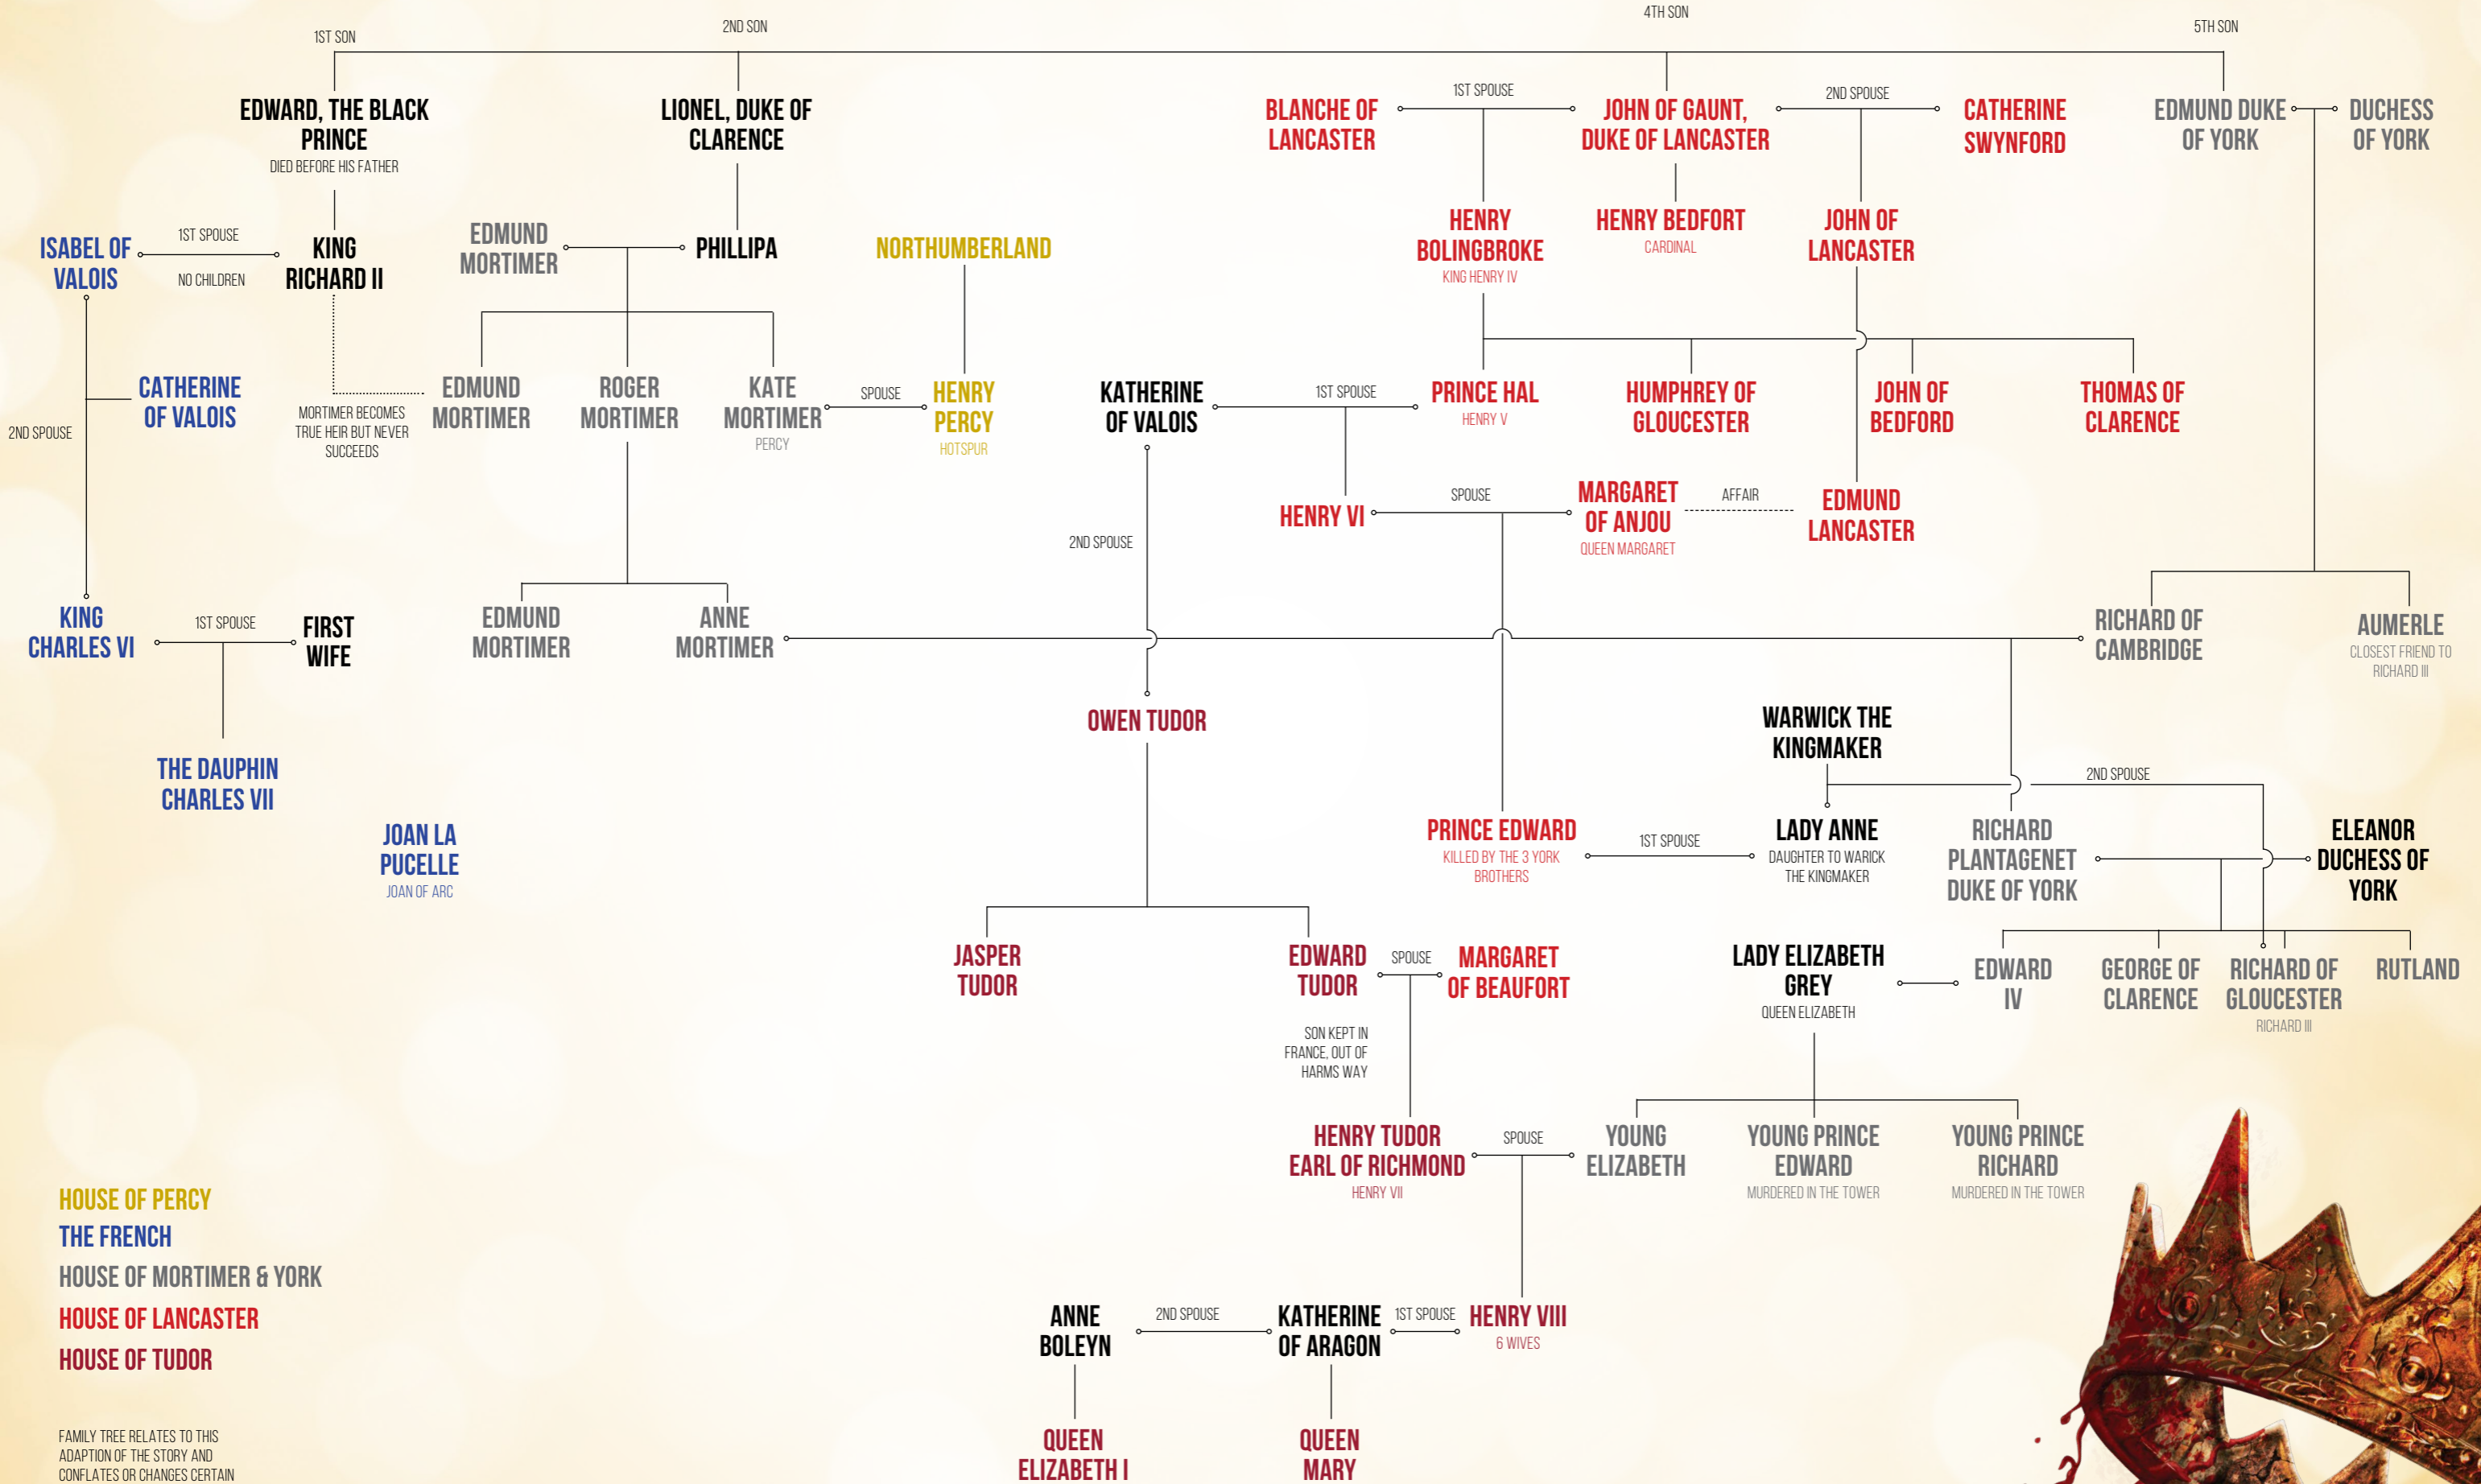 1ST SON
2ND SON
4TH SON
5TH SON
EDWARD, THE BLACK
PRINCE
DIED BEFORE HIS FATHER
LIONEL, DUKE OF
CLARENCE
BLANCHE OF
LANCASTER
1ST SPOUSE
JOHN OF GAUNT,
DUKE OF LANCASTER
2ND SPOUSE
CATHERINE
SWYNFORD
EDMUND DUKE
OF YORK
DUCHESS
OF YORK
ISABEL OF
VALOIS
1ST SPOUSE
NO CHILDREN
KING
RICHARD II
EDMUND
MORTIMER
PHILLIPA
NORTHUMBERLAND
HENRY
BOLINGBROKE
KING HENRY IV
HENRY BEDFORT
CARDINAL
JOHN OF
LANCASTER
2ND SPOUSE
CATHERINE
OF VALOIS
MORTIMER BECOMES
TRUE HEIR BUT NEVER
SUCCEEDS
EDMUND
MORTIMER
ROGER
MORTIMER
KATE
MORTIMER
PERCY
SPOUSE
HENRY
PERCY
HOTSPUR
KATHERINE
OF VALOIS
1ST SPOUSE
PRINCE HAL
HENRY V
HUMPHREY OF
GLOUCESTER
JOHN OF
BEDFORD
THOMAS OF
CLARENCE
2ND SPOUSE
HENRY VI
SPOUSE
MARGARET
OF ANJOU
QUEEN MARGARET
AFFAIR
EDMUND
LANCASTER
KING
CHARLES VI
1ST SPOUSE
FIRST
WIFE
EDMUND
MORTIMER
ANNE
MORTIMER
RICHARD OF
CAMBRIDGE
AUMERLE
CLOSEST FRIEND TO
RICHARD III
OWEN TUDOR
WARWICK THE
KINGMAKER
2ND SPOUSE
THE DAUPHIN
CHARLES VII
JOAN LA
PUCELLE
JOAN OF ARC
PRINCE EDWARD
KILLED BY THE 3 YORK
BROTHERS
1ST SPOUSE
LADY ANNE
DAUGHTER TO WARICK
THE KINGMAKER
RICHARD
PLANTAGENET
DUKE OF YORK
ELEANOR
DUCHESS OF
YORK
JASPER
TUDOR
EDWARD
TUDOR
SPOUSE
MARGARET
OF BEAUFORT
SON KEPT IN
FRANCE, OUT OF
HARMS WAY
LADY ELIZABETH
GREY
QUEEN ELIZABETH
EDWARD
IV
GEORGE OF
CLARENCE
RICHARD OF
GLOUCESTER
RICHARD III
RUTLAND
HENRY TUDOR
EARL OF RICHMOND
HENRY VII
SPOUSE
YOUNG
ELIZABETH
YOUNG PRINCE
EDWARD
MURDERED IN THE TOWER
YOUNG PRINCE
RICHARD
MURDERED IN THE TOWER
HOUSE OF PERCY
THE FRENCH
HOUSE OF MORTIMER & YORK
HOUSE OF LANCASTER
HOUSE OF TUDOR
ANNE
BOLEYN
2ND SPOUSE
KATHERINE
OF ARAGON
1ST SPOUSE
HENRY VIII
6 WIVES
QUEEN
ELIZABETH I
QUEEN
MARY
FAMILY TREE RELATES TO THIS
ADAPTION OF THE STORY AND
CONFLATES OR CHANGES CERTAIN